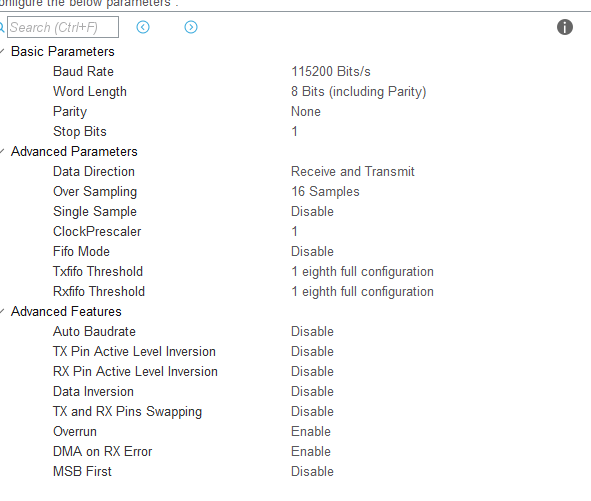 onfigure the below parameters .
Search (Ctrl+F)
i
Basic Parameters
Baud Rate 115200 Bits/s
Word Length 8 Bits (including Parity)
Parity None
Stop Bits 1
Advanced Parameters
Data Direction Receive and Transmit
Over Sampling 16 Samples
Single Sample Disable
ClockPrescaler 1
Fifo Mode Disable
Txfifo Threshold 1 eighth full configuration
Rxfifo Threshold 1 eighth full configuration
Advanced Features
Auto Baudrate Disable
TX Pin Active Level Inversion Disable
RX Pin Active Level Inversion Disable
Data Inversion Disable
TX and RX Pins Swapping Disable
Overrun Enable
DMA on RX Error Enable
MSB First Disable